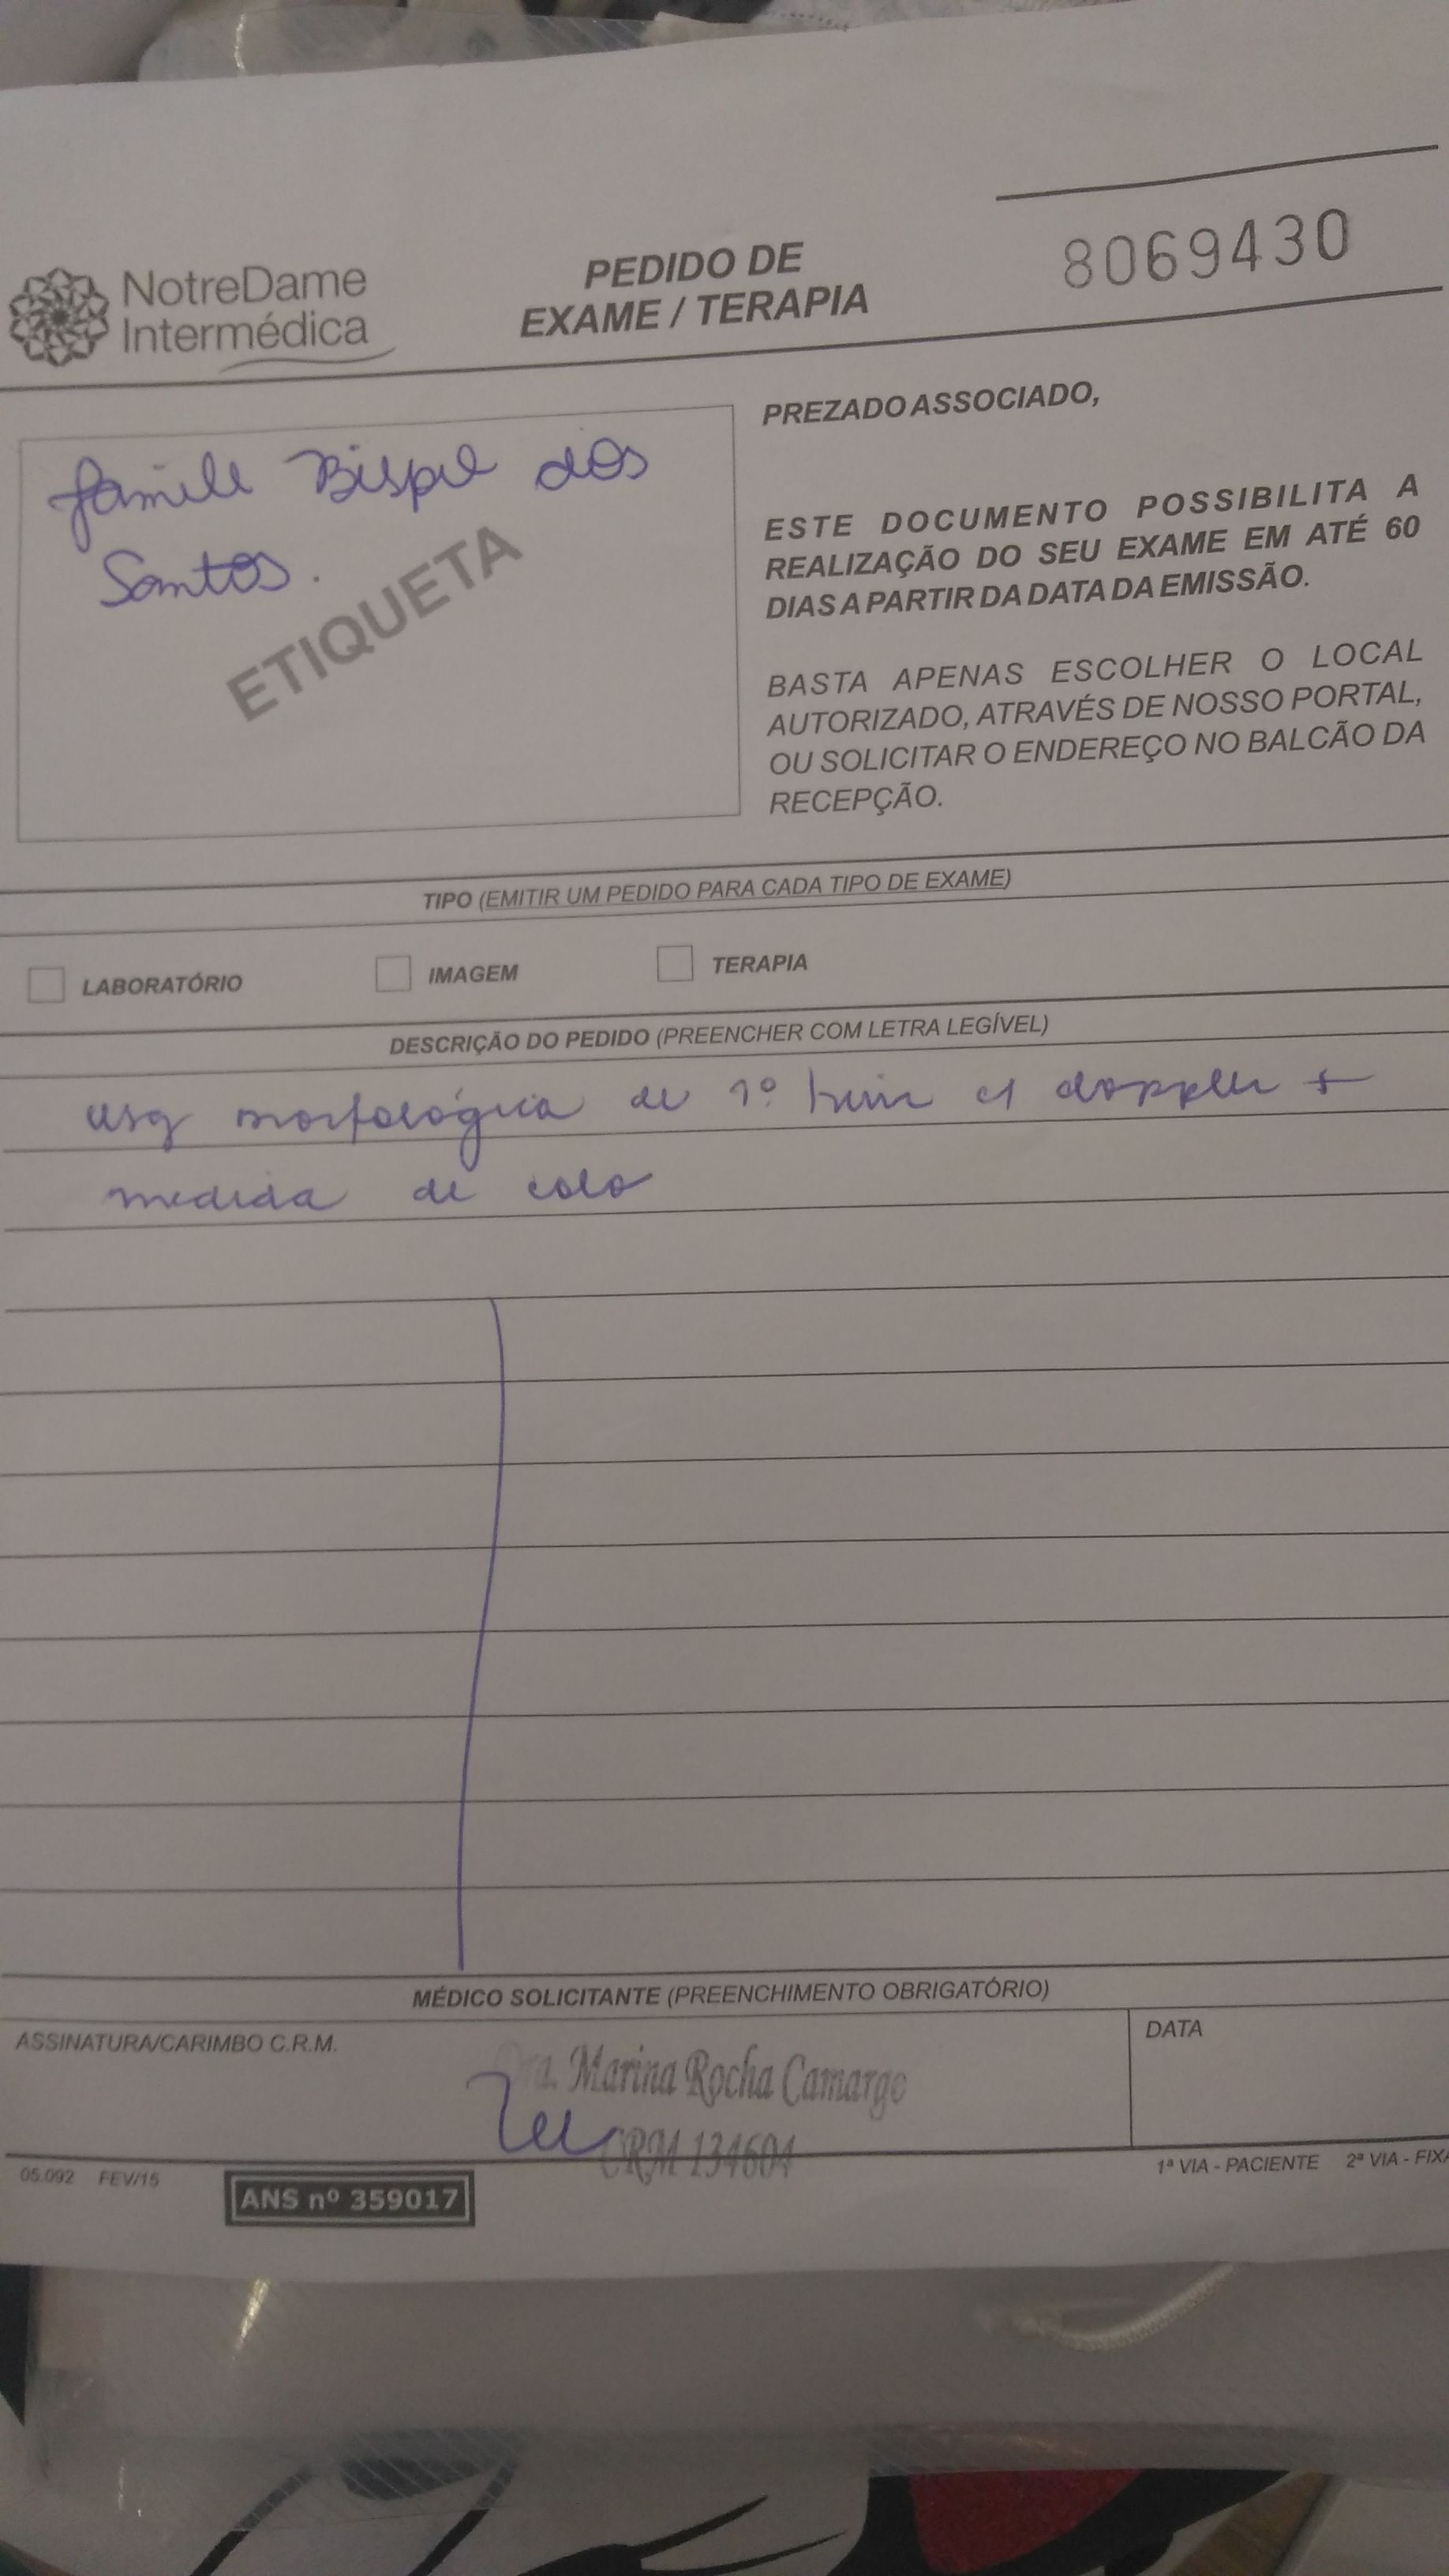 NotreDame
Intermédica
PEDIDO DE
EXAME / TERAPIA
8069430
Jamile Bispo dos
Santos.
ETIQUETA
PREZADO ASSOCIADO,
ESTE DOCUMENTO POSSIBILITA A
REALIZAÇÃO DO SEU EXAME EM ATÉ 60
DIAS A PARTIR DA DATA DA EMISSÃO.
BASTA APENAS ESCOLHER O LOCAL
AUTORIZADO, ATRAVÉS DE NOSSO PORTAL,
OU SOLICITAR O ENDEREÇO NO BALCÃO DA
RECEPÇÃO.
TIPO (EMITIR UM PEDIDO PARA CADA TIPO DE EXAME)
LABORATÓRIO IMAGEM TERAPIA
DESCRIÇÃO DO PEDIDO (PREENCHER COM LETRA LEGÍVEL)
usg morfológica de 1º trim c/ doppler +
medida de colo
MÉDICO SOLICITANTE (PREENCHIMENTO OBRIGATÓRIO)
ASSINATURA/CARIMBO C.R.M.
Dra. Marina Rocha Camargo
CRM 134604
DATA
05.092 FEV/15
ANS nº 359017
1ª VIA - PACIENTE 2ª VIA - FIXA